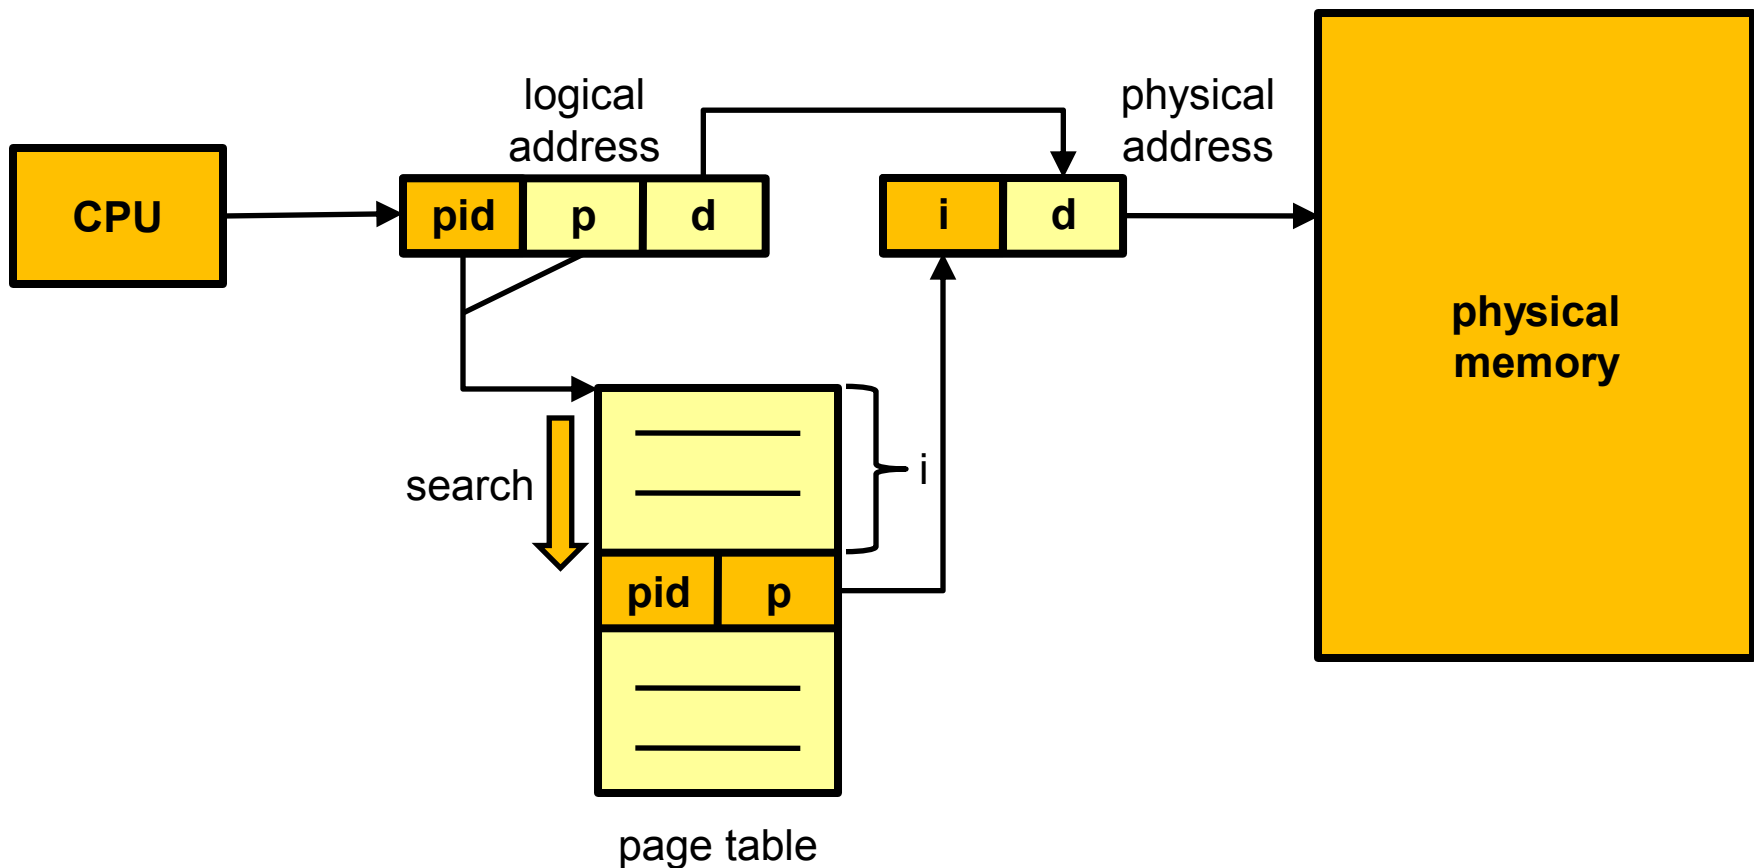 logical
address
physical
address
CPU
pid
p
d
i
d
physical
memory
search
i
pid
p
page table